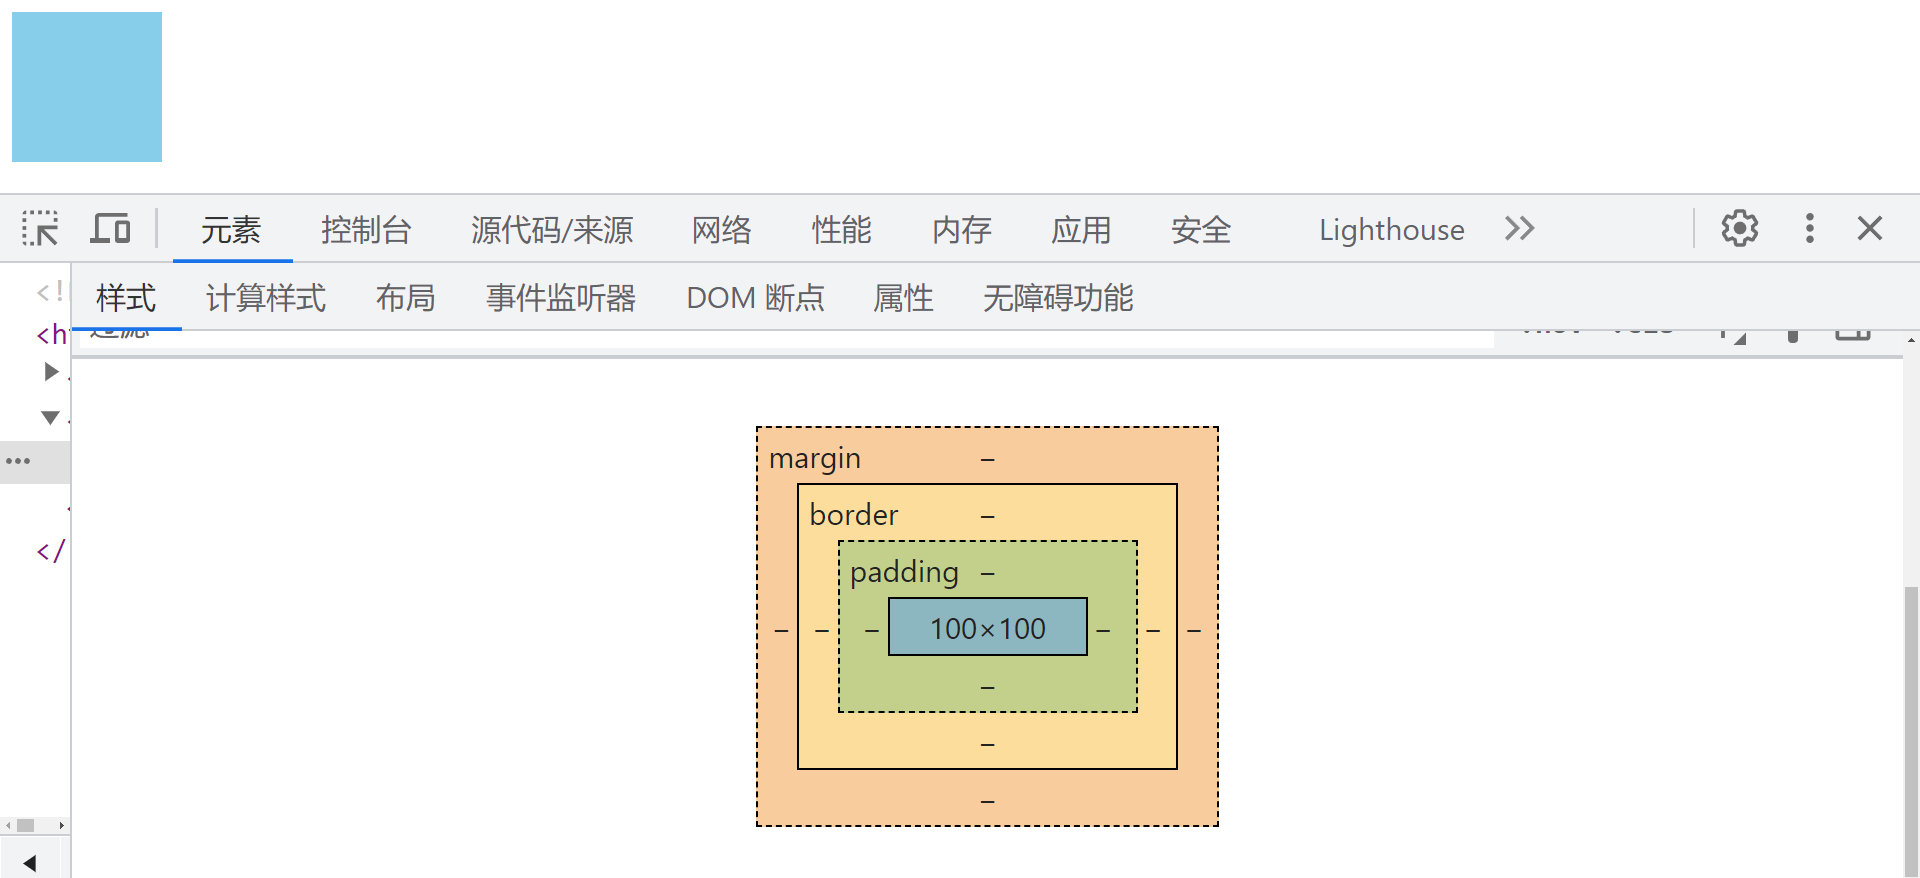 元素 控制台 源代码/来源 网络 性能 内存 应用 安全 Lighthouse
<! 样式 计算样式 布局 事件监听器 DOM 断点 属性 无障碍功能
<h
margin –
border –
padding –
– – – 100×100 – – –
–
</
–
–